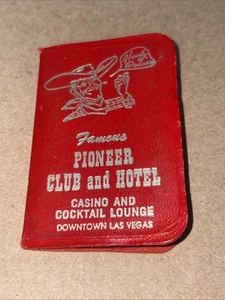 Famous
PIONEER
CLUB and HOTEL
CASINO AND
COCKTAIL LOUNGE
DOWNTOWN LAS VEGAS